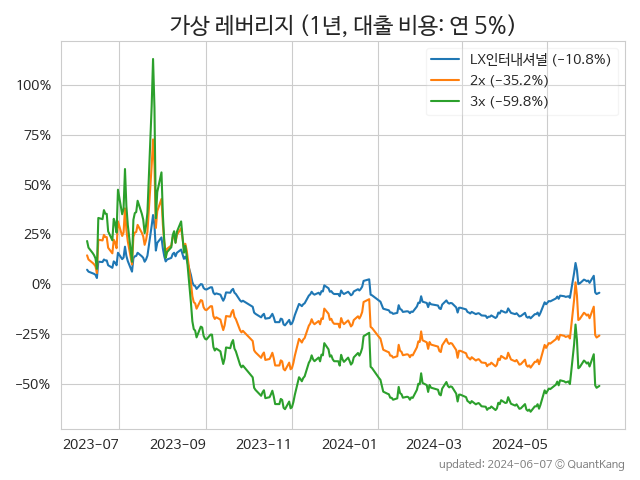 가상 레버리지 (1년, 대출 비용: 연 5%)
LX인터내셔널 (−10.8%)
2x (−35.2%)
3x (−59.8%)
100%
75%
50%
25%
0%
−25%
−50%
2023-07 2023-09 2023-11 2024-01 2024-03 2024-05
updated: 2024-06-07 © QuantKang